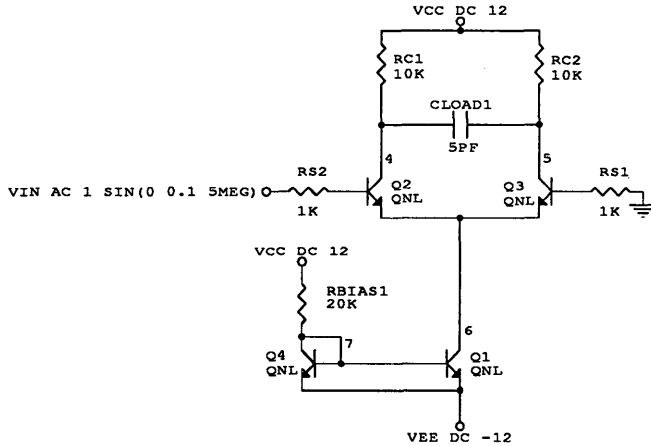 VCC DC 12
RC1
10K
RC2
10K
CLOAD1
5PF
4
5
RS2
VIN AC 1 SIN(0 0.1 5MEG)
1K
Q2
QNL
Q3
QNL
RS1
1K
VCC DC 12
RBIAS1
20K
6
7
Q4
QNL
Q1
QNL
VEE DC -12